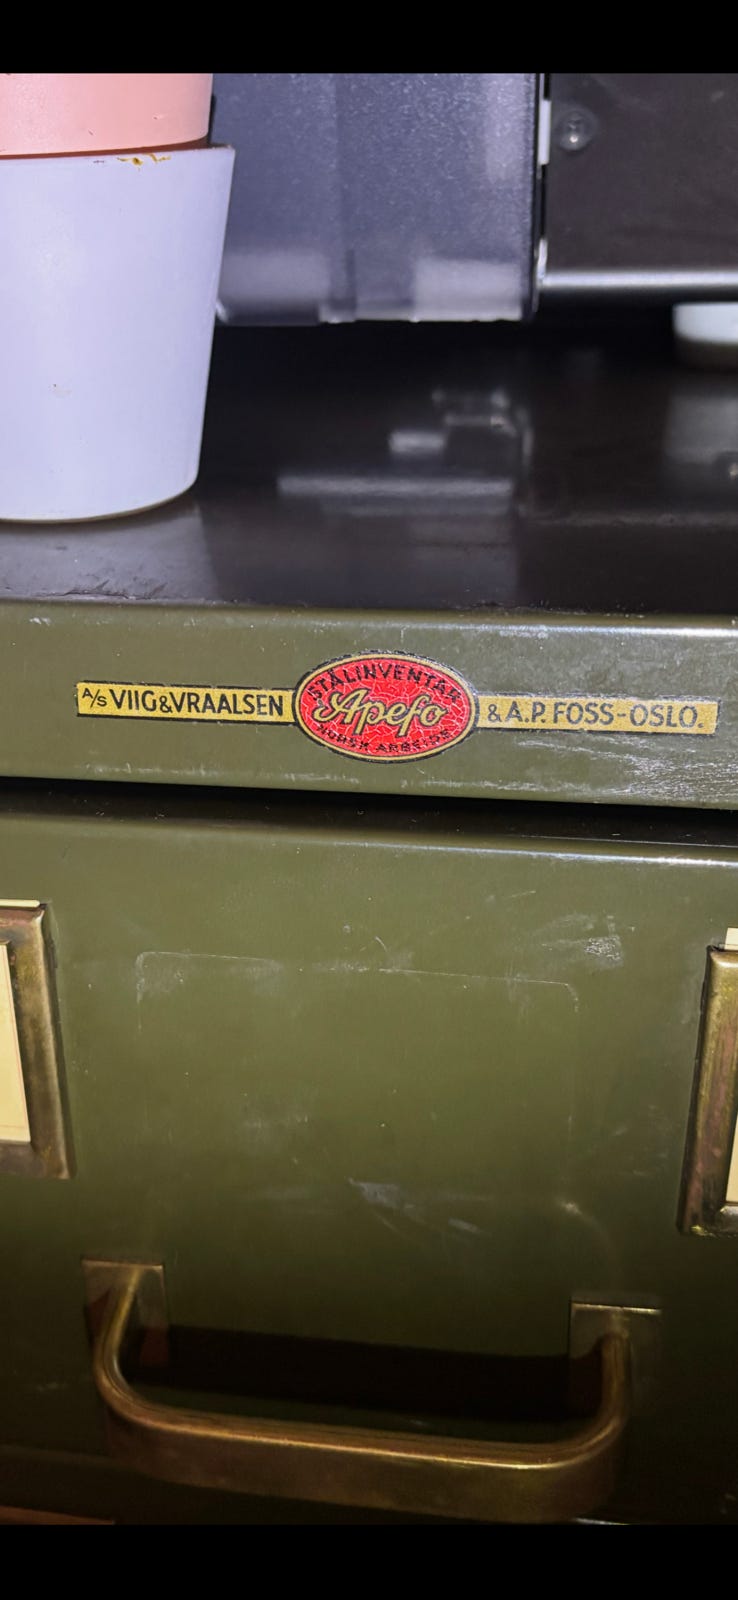 A/S VIIG & VRAALSEN
STÅLINVENTAR
Apefo
NORSK ARBEIDE
& A.P. FOSS - OSLO.